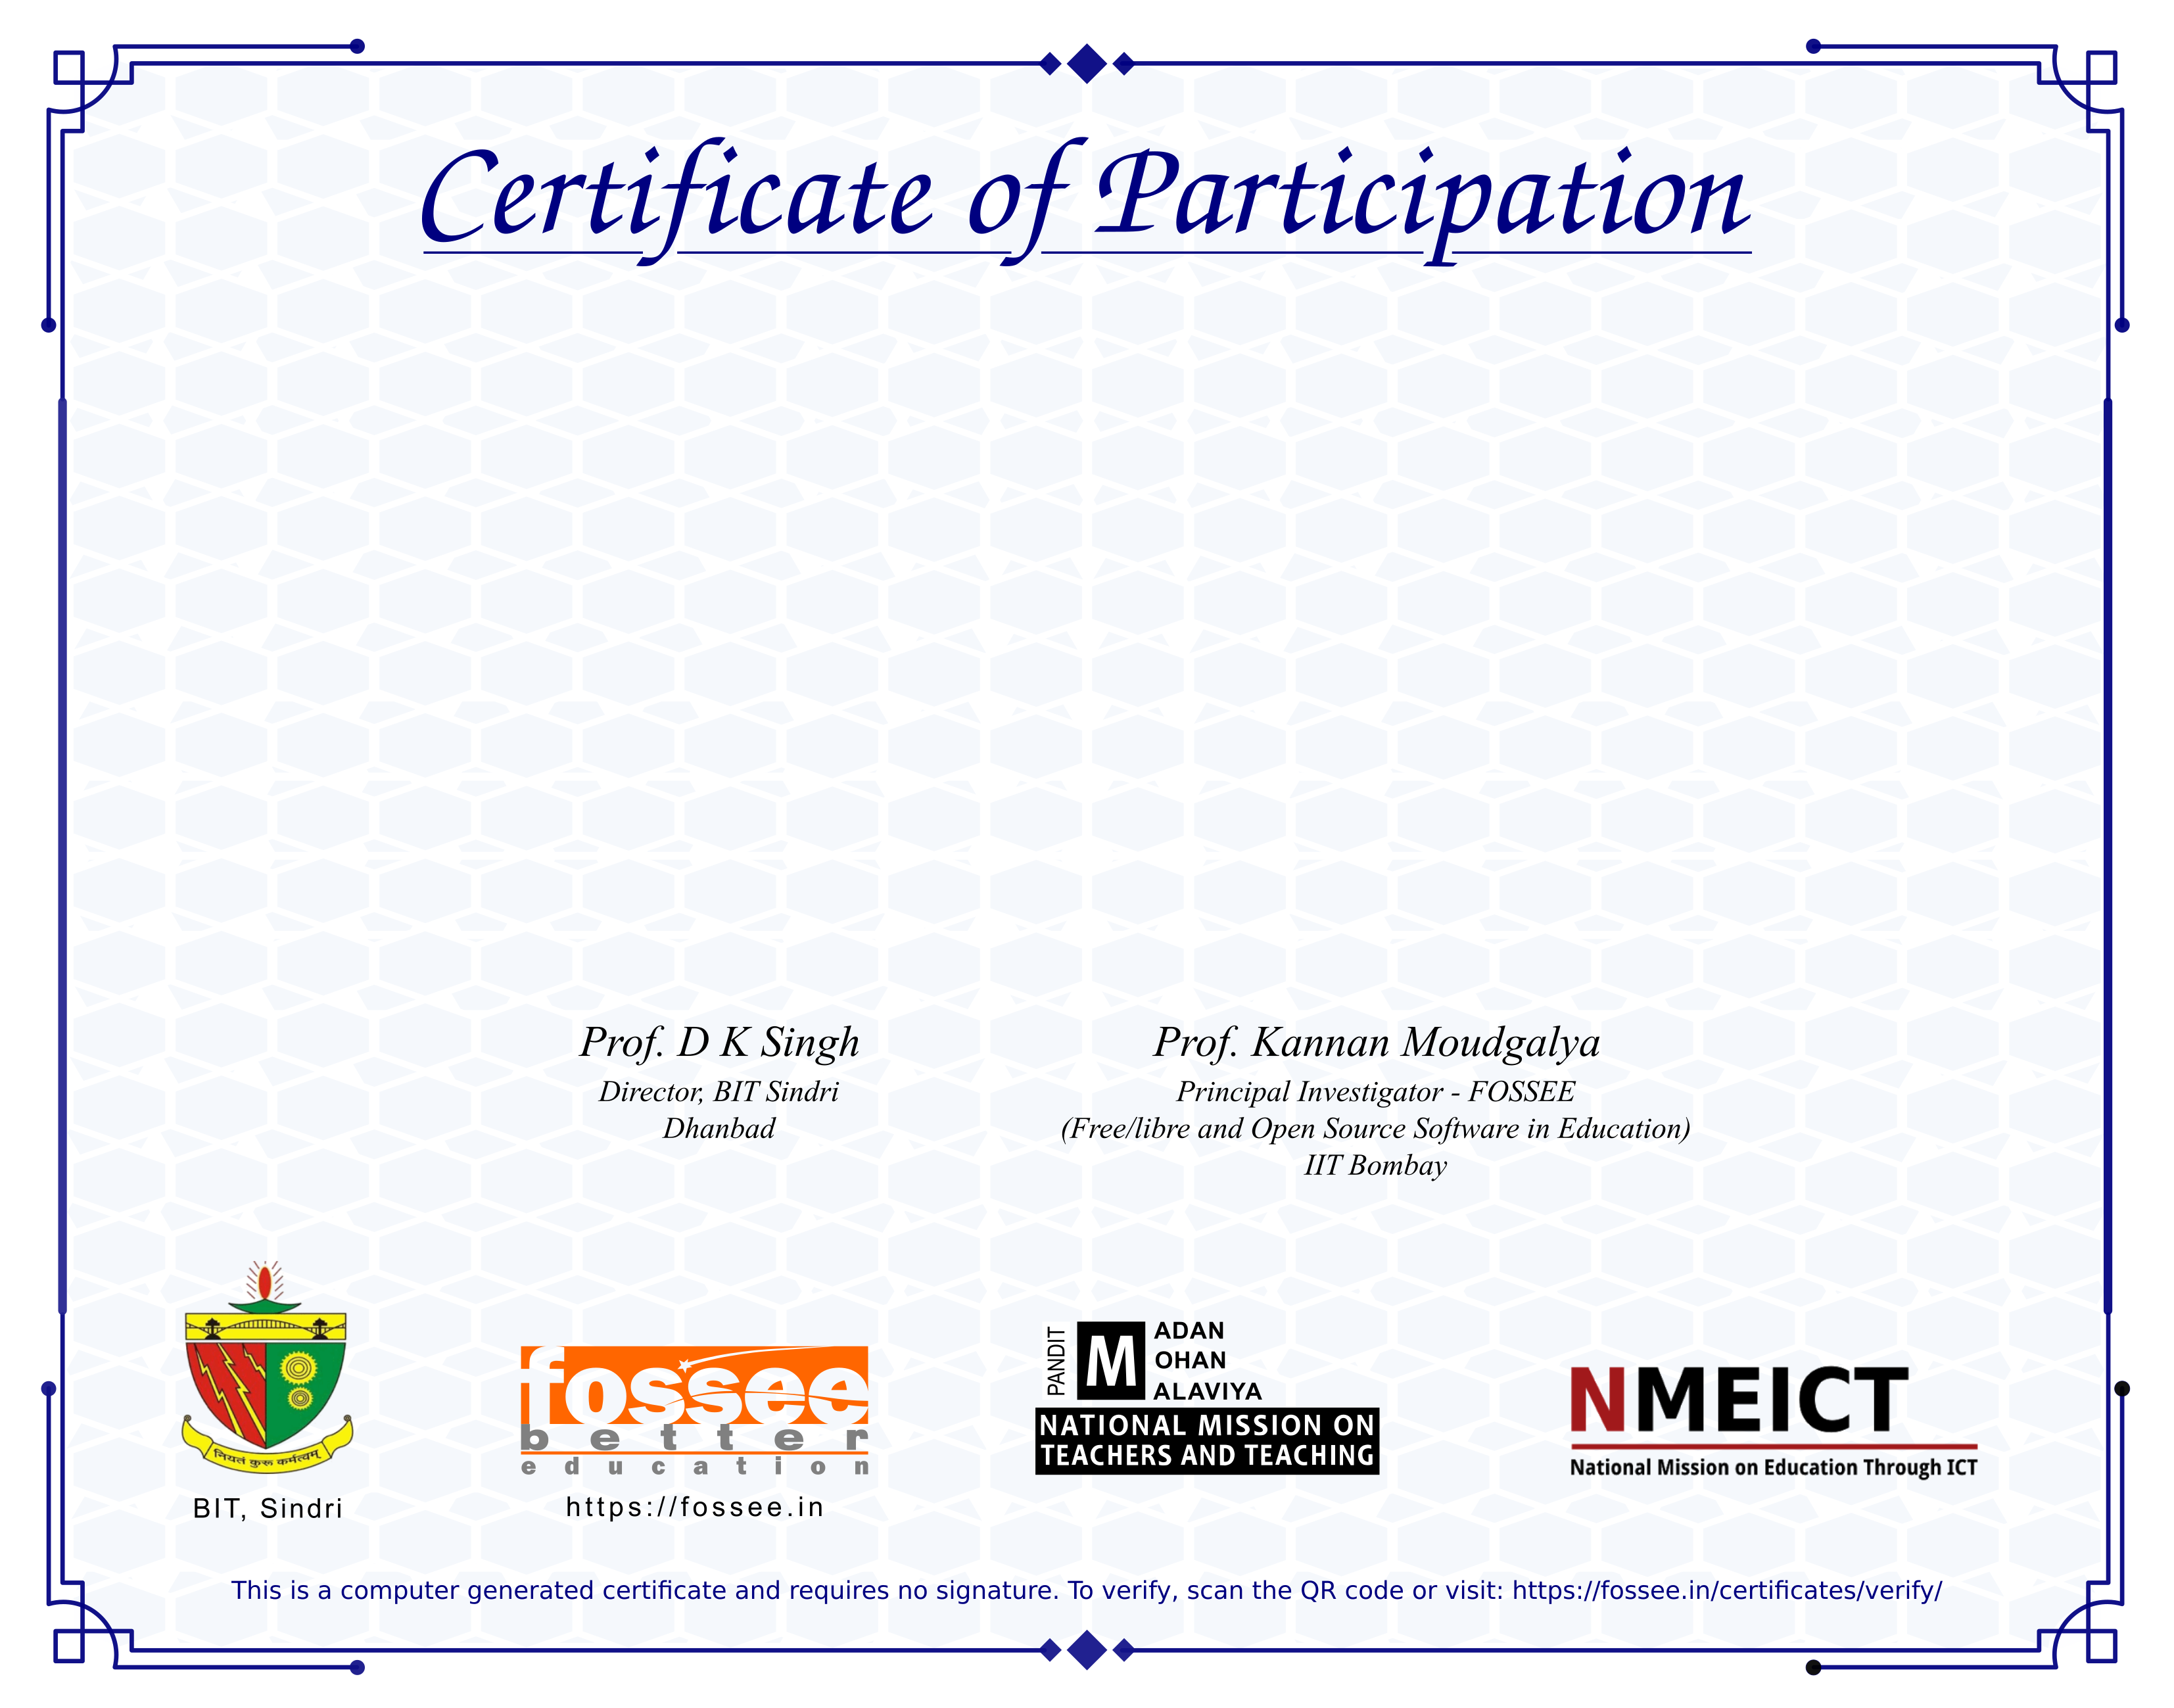 Certificate of Participation
Prof. D K Singh
Director, BIT Sindri
Dhanbad
Prof. Kannan Moudgalya
Principal Investigator - FOSSEE
(Free/libre and Open Source Software in Education)
IIT Bombay
नियतं कुरु कर्मत्वम्
BIT, Sindri
fossee
better
education
https://fossee.in
PANDIT
M
ADAN
OHAN
ALAVIYA
NATIONAL MISSION ON
TEACHERS AND TEACHING
NMEICT
National Mission on Education Through ICT
This is a computer generated certificate and requires no signature. To verify, scan the QR code or visit: https://fossee.in/certificates/verify/